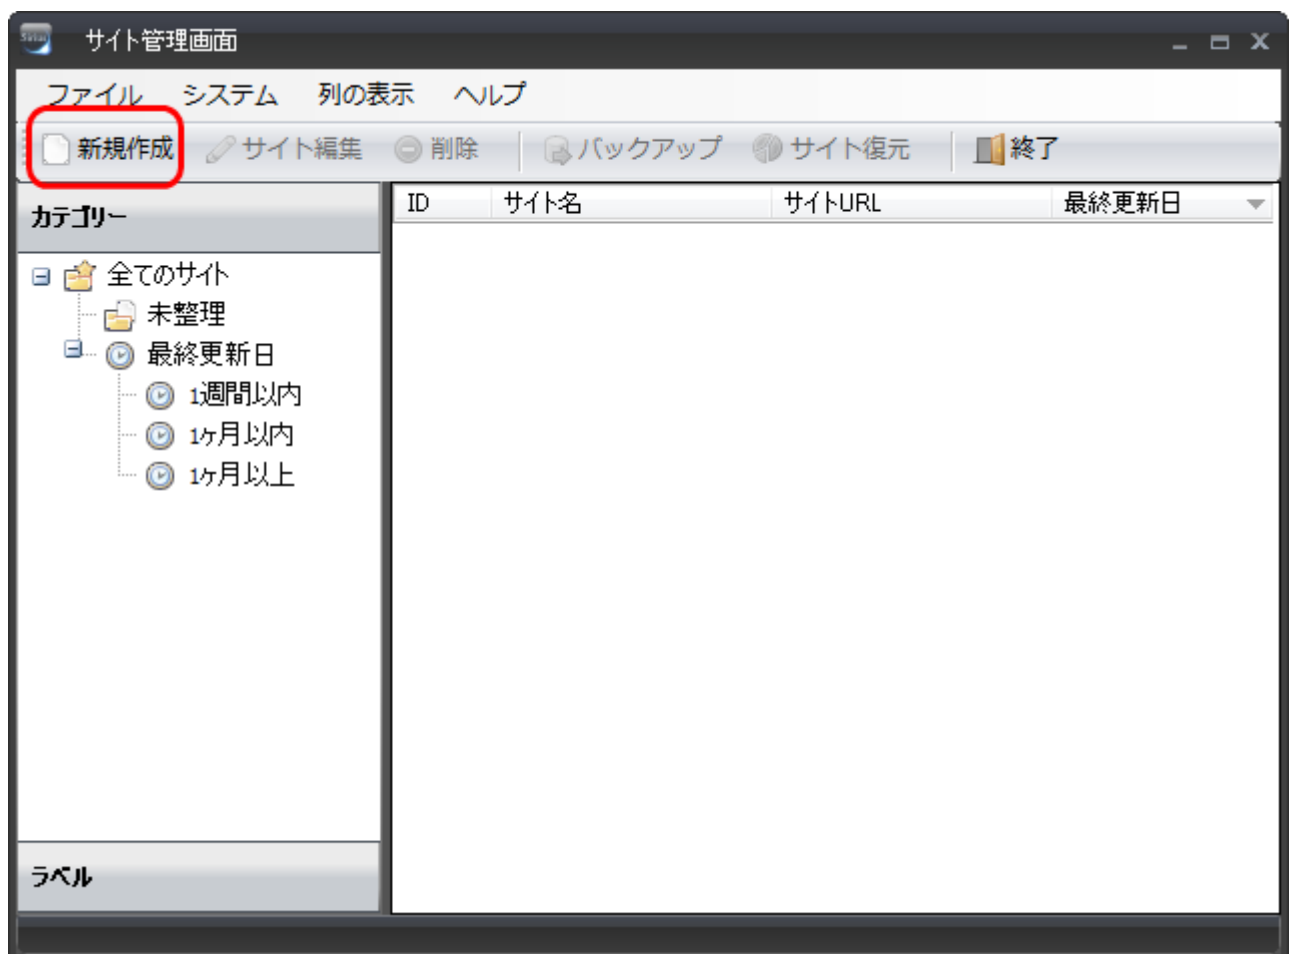 サイト管理画面
ファイル システム 列の表示 ヘルプ
新規作成 サイト編集 削除 バックアップ サイト復元 終了
カテゴリー
ID サイト名 サイトURL 最終更新日
全てのサイト
未整理
最終更新日
1週間以内
1ヶ月以内
1ヶ月以上
ラベル